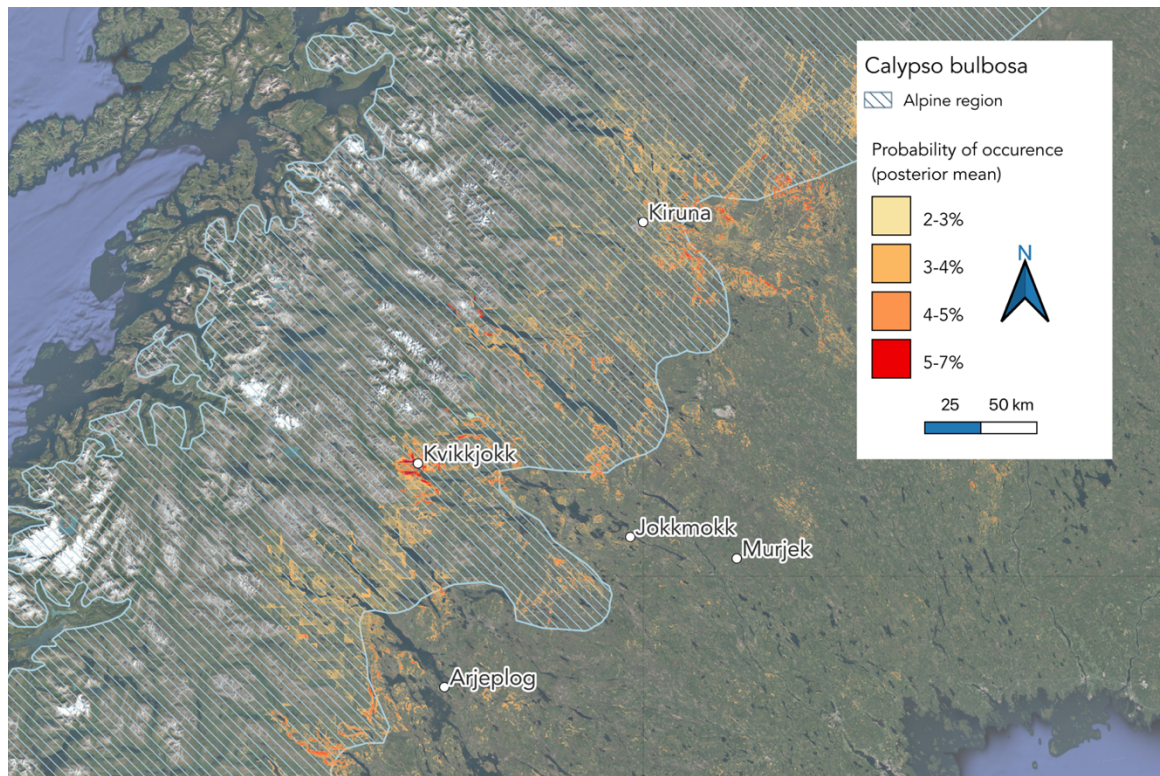 Calypso bulbosa
Alpine region
Probability of occurence
(posterior mean)
2-3%
3-4%
4-5%
5-7%
N
25 50 km
Kiruna
Kvikkjokk
Jokkmokk
Murjek
Arjeplog